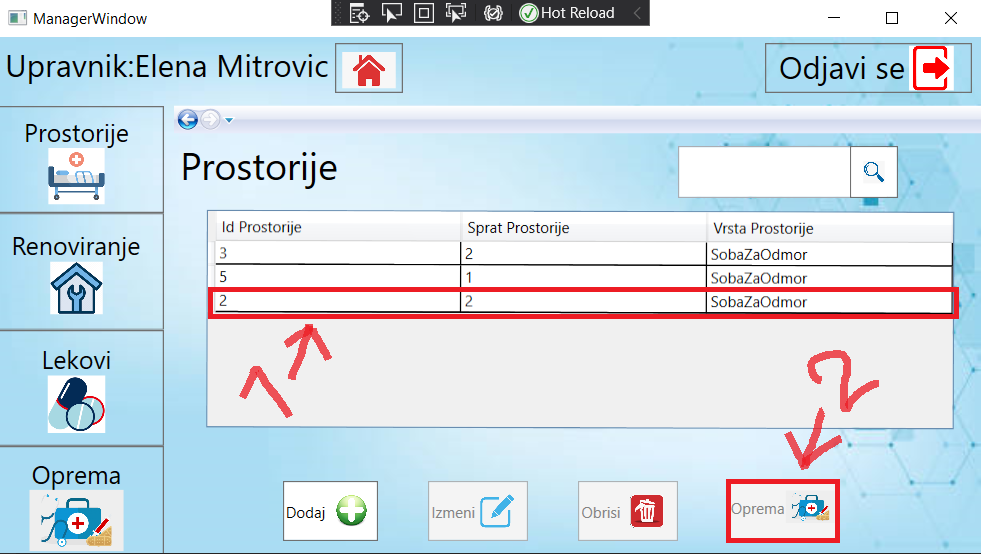 ManagerWindow
Hot Reload
Upravnik:Elena Mitrovic
Odjavi se
Prostorije
Renoviranje
Lekovi
Oprema
Prostorije
Id Prostorije Sprat Prostorije Vrsta Prostorije
3 2 SobaZaOdmor
5 1 SobaZaOdmor
2 2 SobaZaOdmor
1
2
Dodaj
Izmeni
Obrisi
Oprema